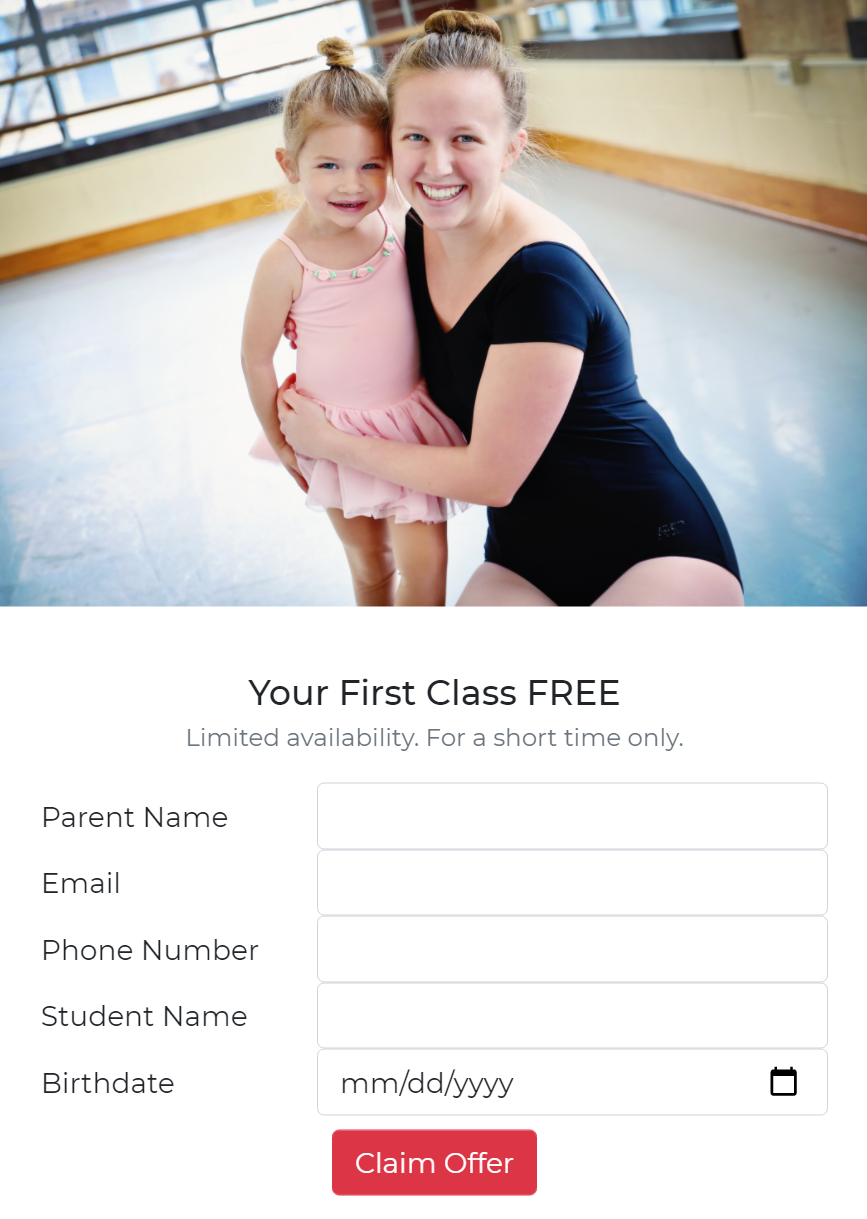 Your First Class FREE
Limited availability. For a short time only.
Parent Name
Email
Phone Number
Student Name
Birthdate
mm/dd/yyyy
Claim Offer